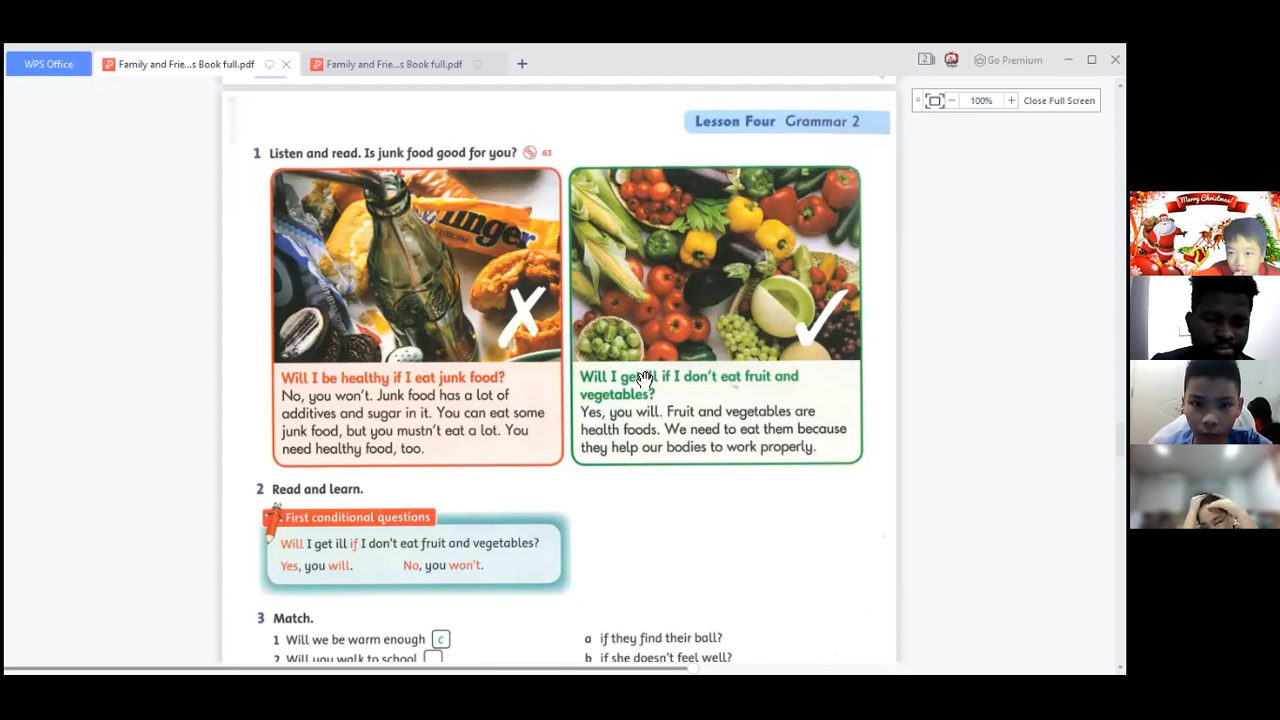 WPS Office
Family and Frie...s Book full.pdf
Family and Frie...s Book full.pdf
2
Go Premium
100%
Close Full Screen
Lesson Four Grammar 2
1 Listen and read. Is junk food good for you? 63
Merry Christmas!
Will I be healthy if I eat junk food?
No, you won't. Junk food has a lot of
additives and sugar in it. You can eat some
junk food, but you mustn't eat a lot. You
need healthy food, too.
Will I get ill if I don't eat fruit and
vegetables?
Yes, you will. Fruit and vegetables are
health foods. We need to eat them because
they help our bodies to work properly.
2 Read and learn.
First conditional questions
Will I get ill if I don't eat fruit and vegetables?
Yes, you will. No, you won't.
3 Match.
1 Will we be warm enough c
a if they find their ball?
2 Will you walk to school
b if she doesn't feel well?